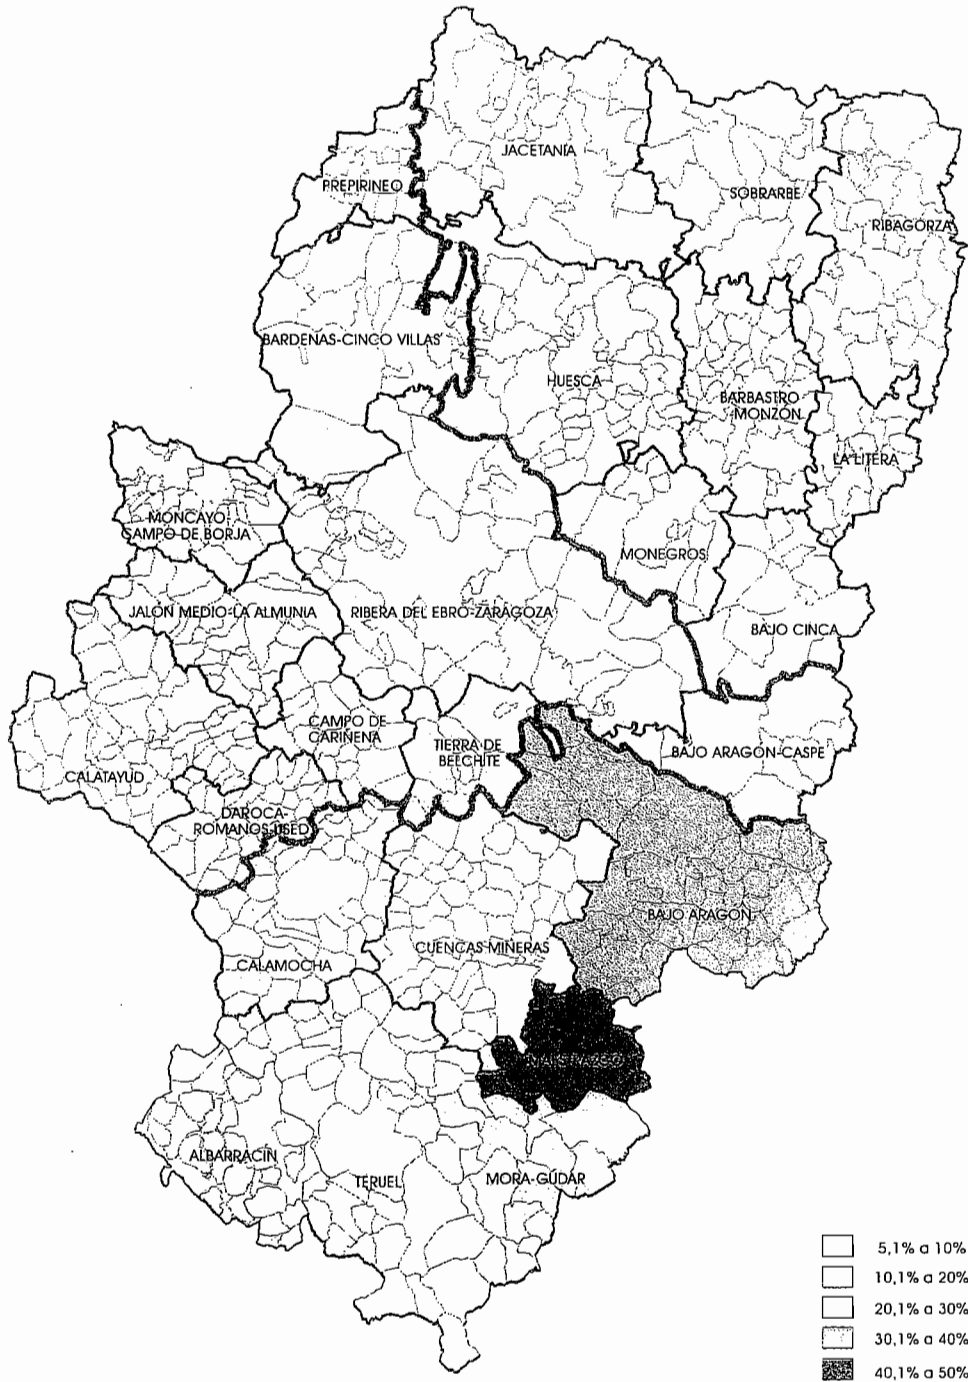 JACETANIA
PREPIRINEO
SOBRARBE
RIBAGORZA
BARDENAS-CINCO VILLAS
HUESCA
BARBASTRO
MONZÓN
LA LITERA
MONCAYO-
CAMPO DE BORJA
MONEGROS
JALÓN MEDIO-LA ALMUNIA
RIBERA DEL EBRO-ZARAGOZA
BAJO CINCA
CAMPO DE
CARIÑENA
TIERRA DE
BELCHITE
BAJO ARAGÓN-CASPE
CALATAYUD
DAROCA-
ROMANOS-USED
BAJO ARAGÓN
CUENCAS MINERAS
CALAMOCHA
ALBARRACÍN
TERUEL
MORA-GÚDAR
5,1% a 10%
10,1% a 20%
20,1% a 30%
30,1% a 40%
40,1% a 50%